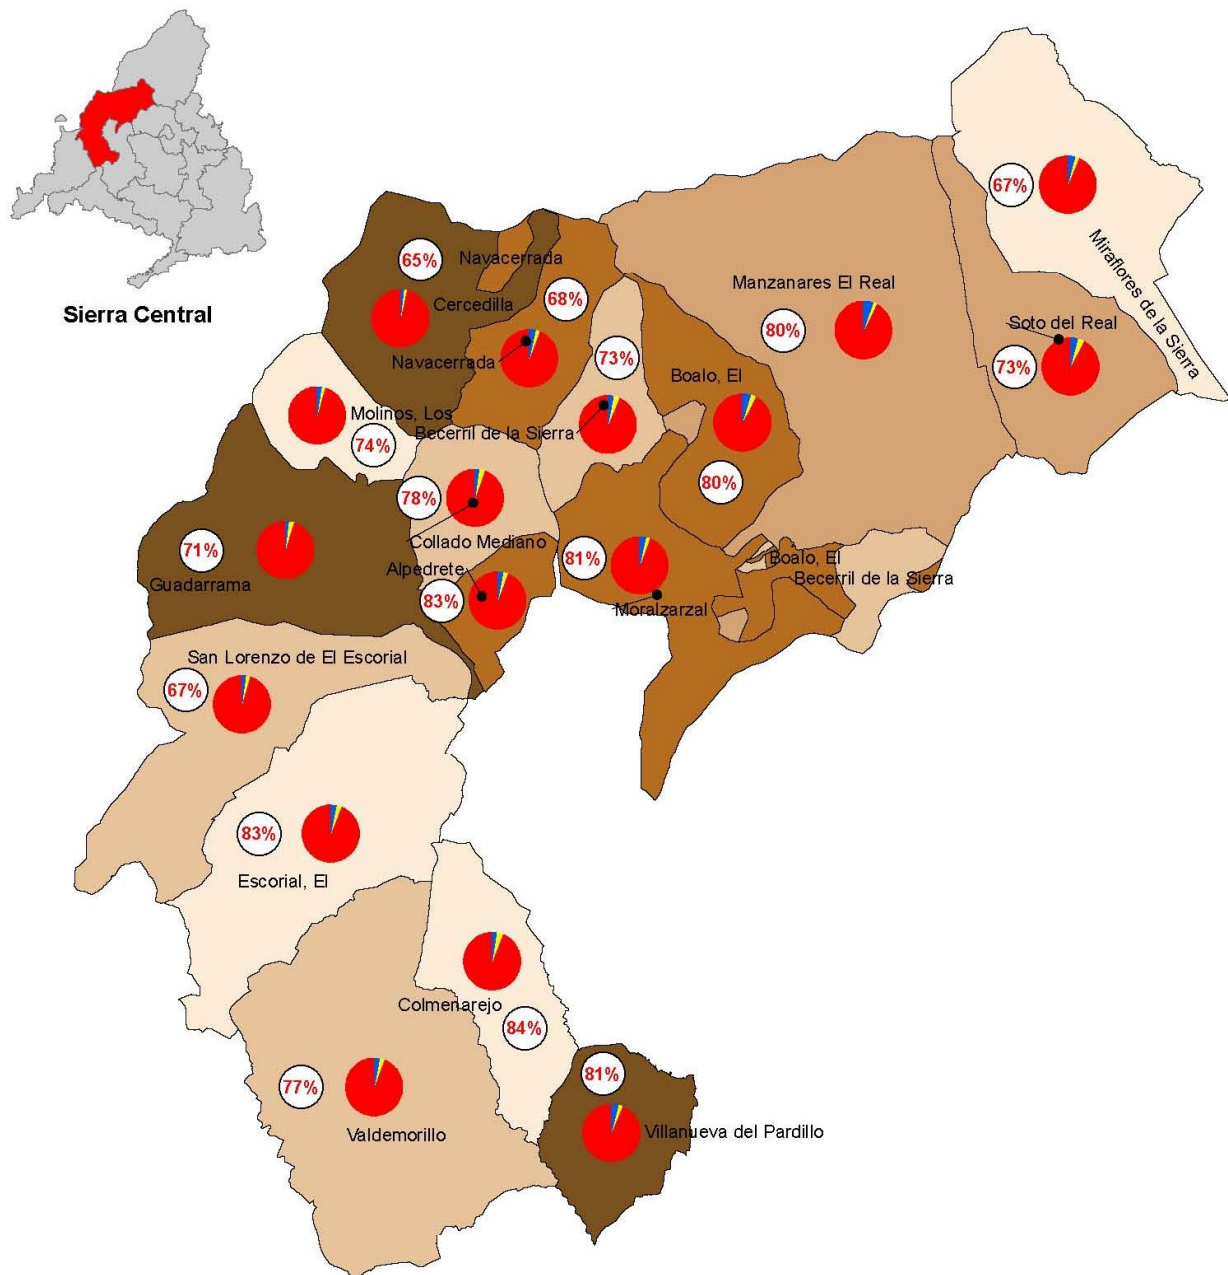 Sierra Central
67%
Miraflores de la Sierra
65%
Navacerrada
Cercedilla
68%
Navacerrada
Manzanares El Real
80%
Soto del Real
73%
73%
Boalo, El
Becerril de la Sierra
80%
Molinos, Los
74%
78%
Collado Mediano
71%
Guadarrama
Alpedrete
83%
81%
Moralzarzal
Boalo, El
Becerril de la Sierra
San Lorenzo de El Escorial
67%
83%
Escorial, El
Colmenarejo
84%
77%
Valdemorillo
81%
Villanueva del Pardillo